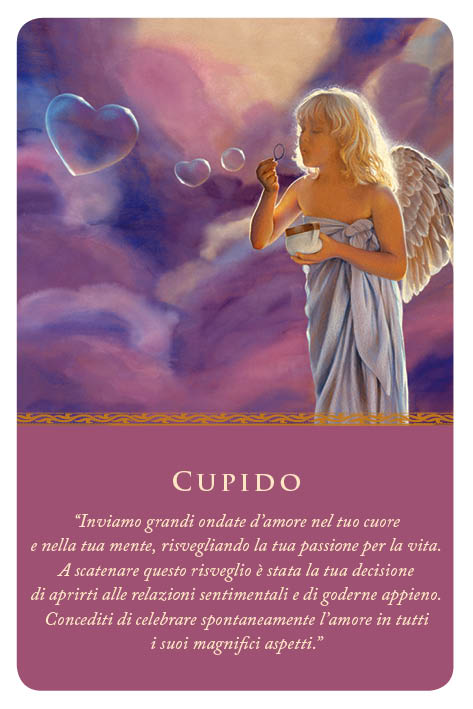 CUPIDO
“Inviamo grandi ondate d’amore nel tuo cuore
e nella tua mente, risvegliando la tua passione per la vita.
A scatenare questo risveglio è stata la tua decisione
di aprirti alle relazioni sentimentali e di goderne appieno.
Concediti di celebrare spontaneamente l’amore in tutti
i suoi magnifici aspetti.”